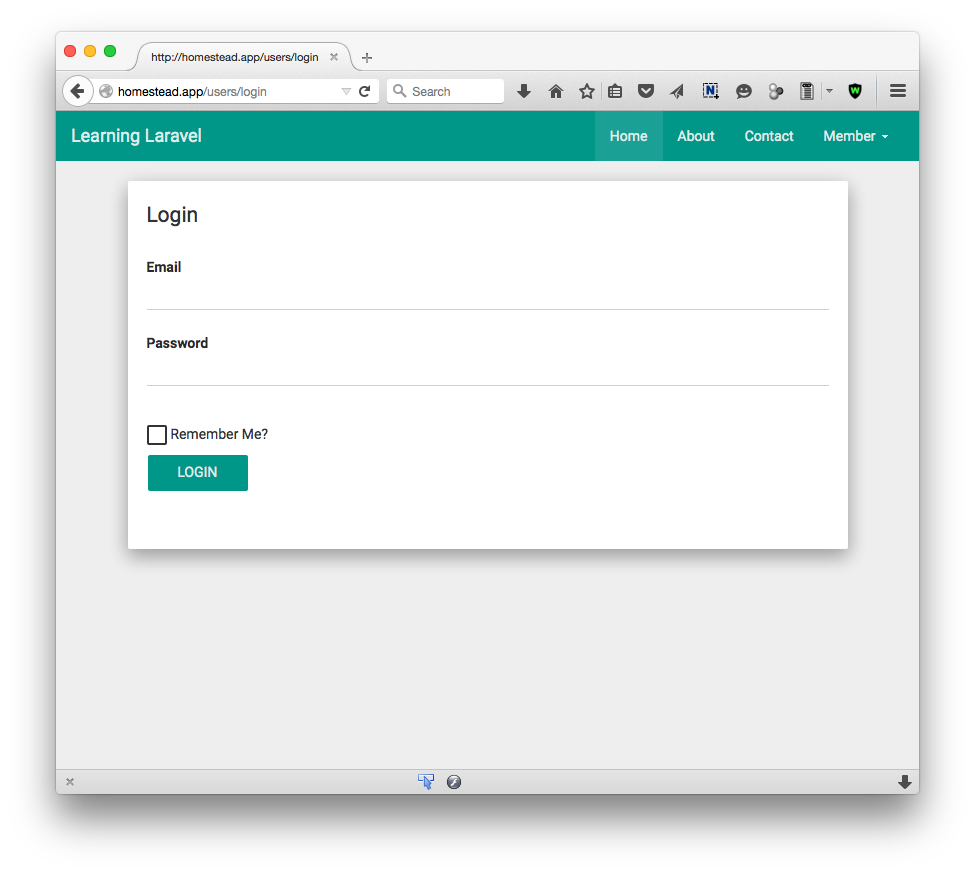 http://homestead.app/users/login
homestead.app/users/login
Search
N
W
Learning Laravel
Home
About
Contact
Member
Login
Email
Password
Remember Me?
LOGIN